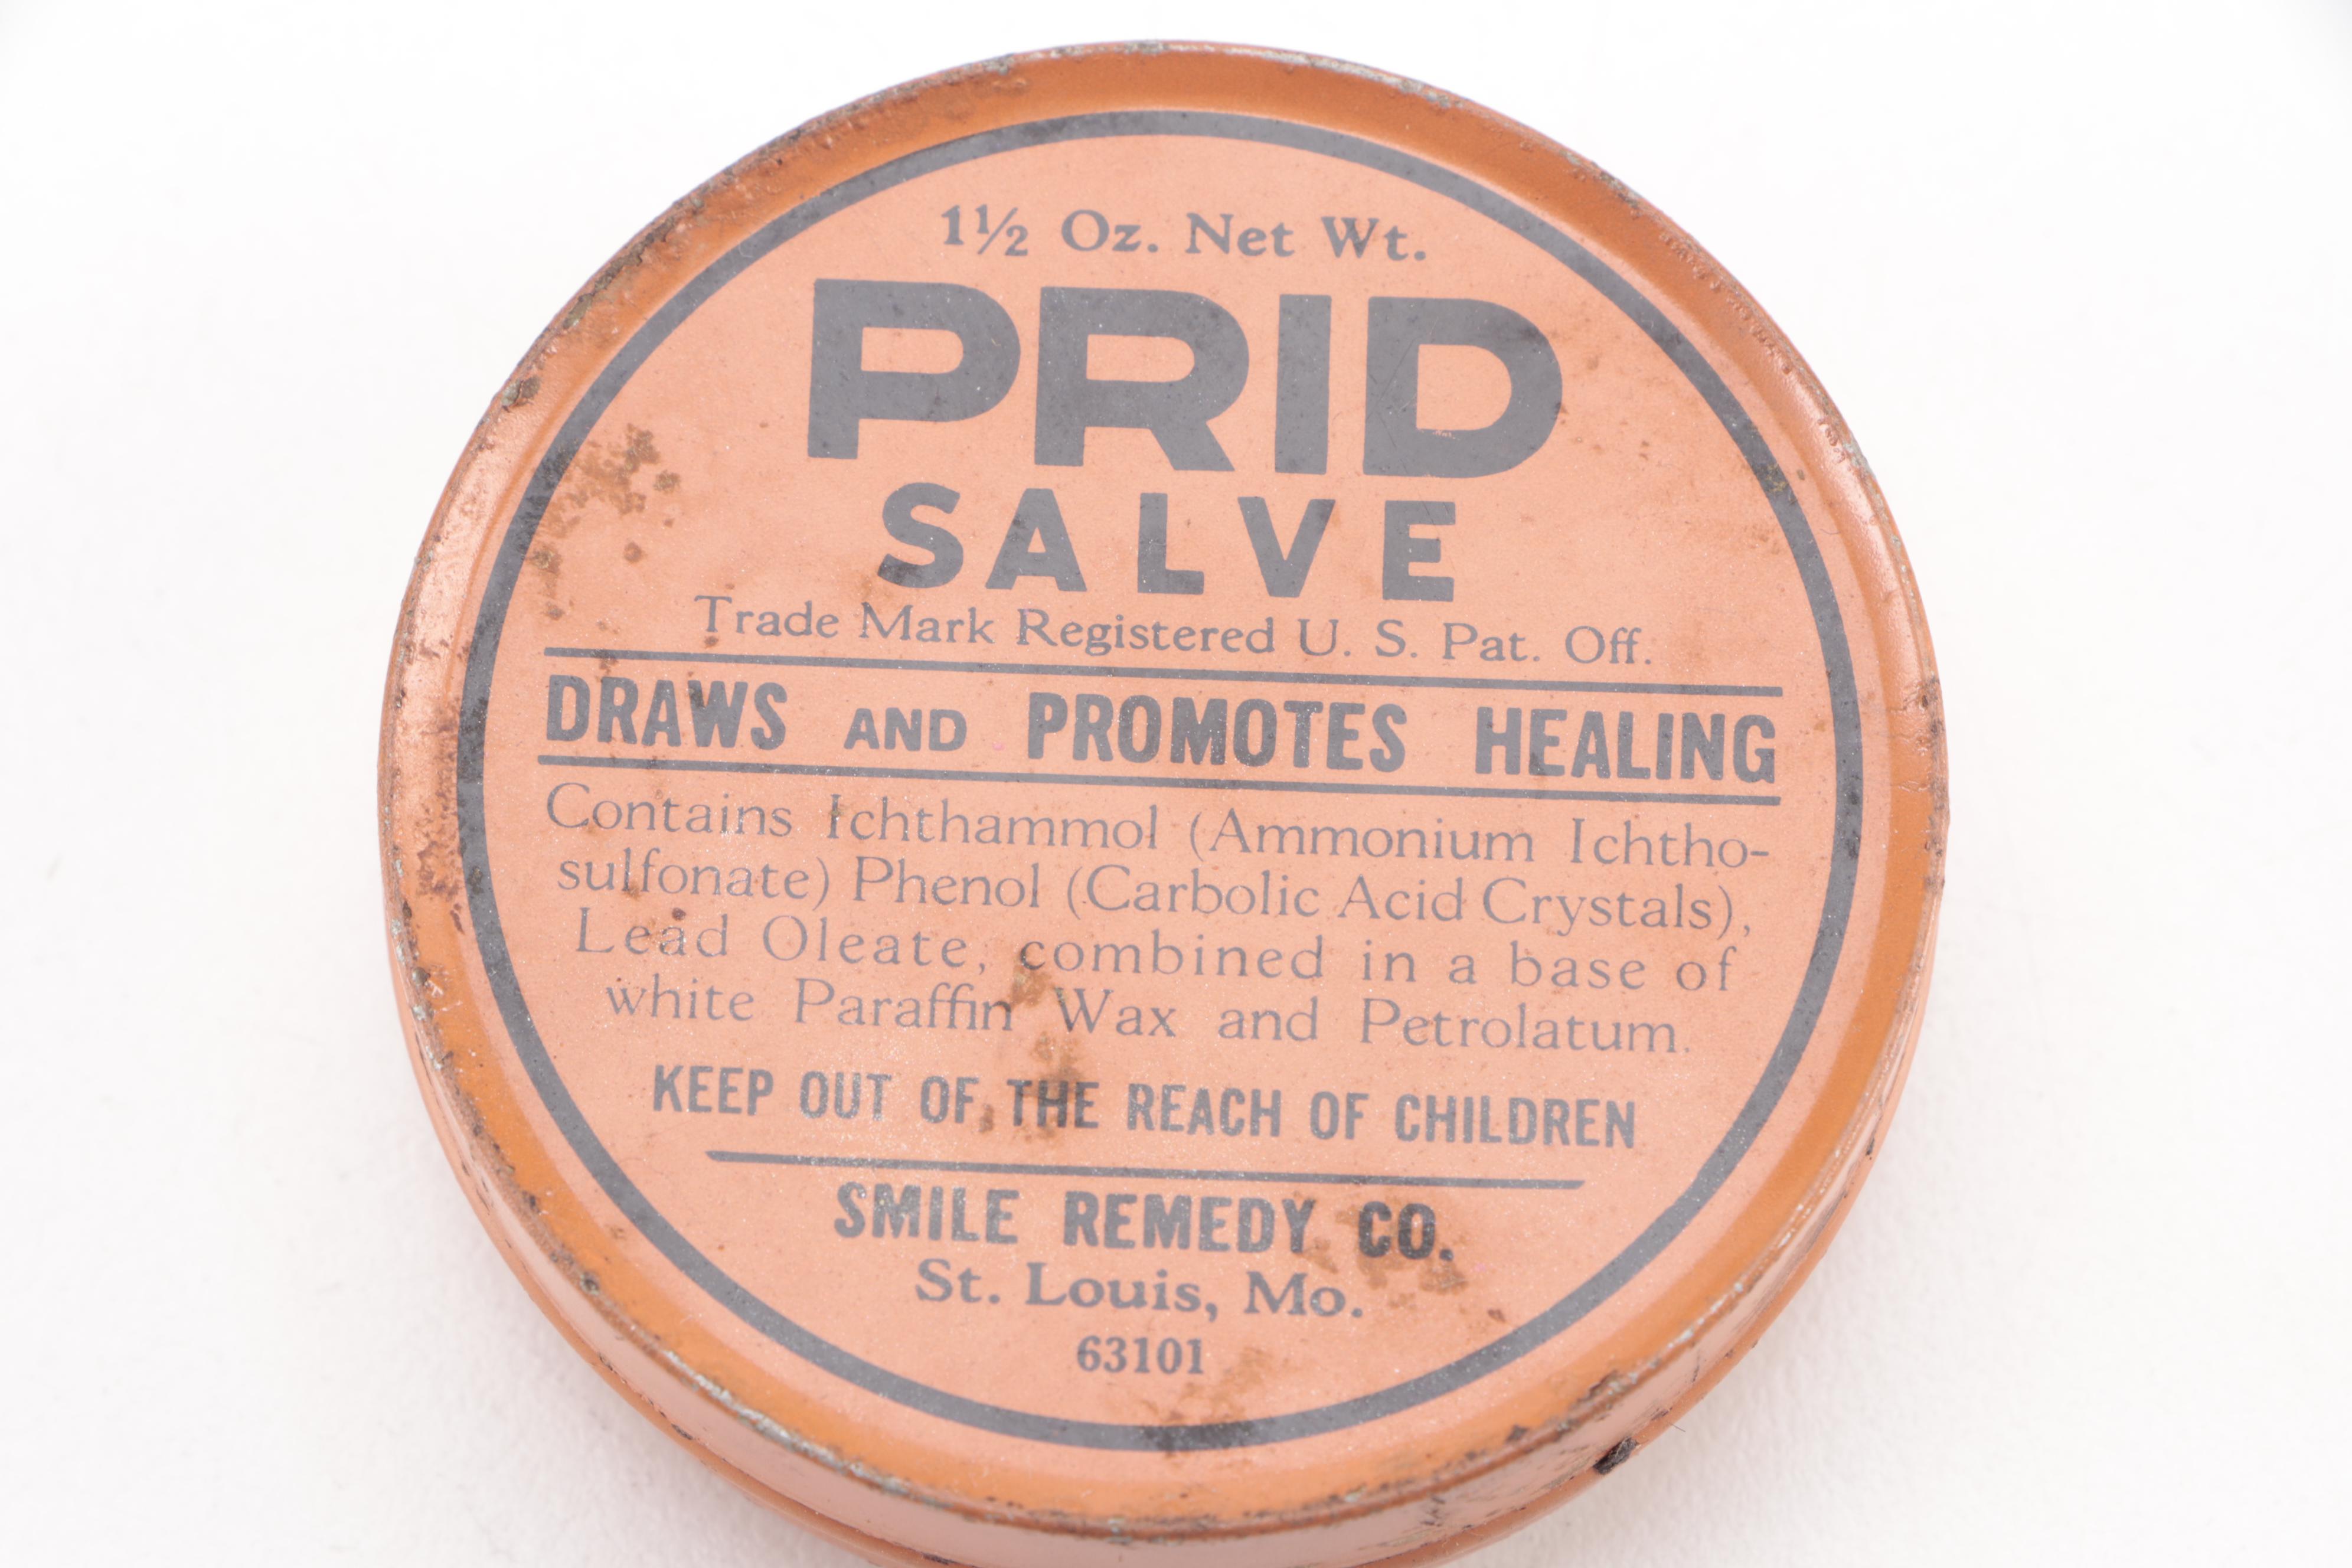 1½ Oz. Net Wt.
PRID
SALVE
Trade Mark Registered U. S. Pat. Off.
DRAWS AND PROMOTES HEALING
Contains Ichthammol (Ammonium Ichtho-
sulfonate) Phenol (Carbolic Acid Crystals),
Lead Oleate, combined in a base of
white Paraffin Wax and Petrolatum.
KEEP OUT OF THE REACH OF CHILDREN
SMILE REMEDY CO.
St. Louis, Mo.
63101